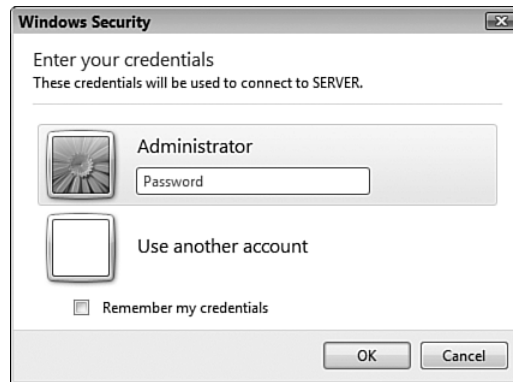 Windows Security
Enter your credentials
These credentials will be used to connect to SERVER.
Administrator
Password
Use another account
Remember my credentials
OK
Cancel